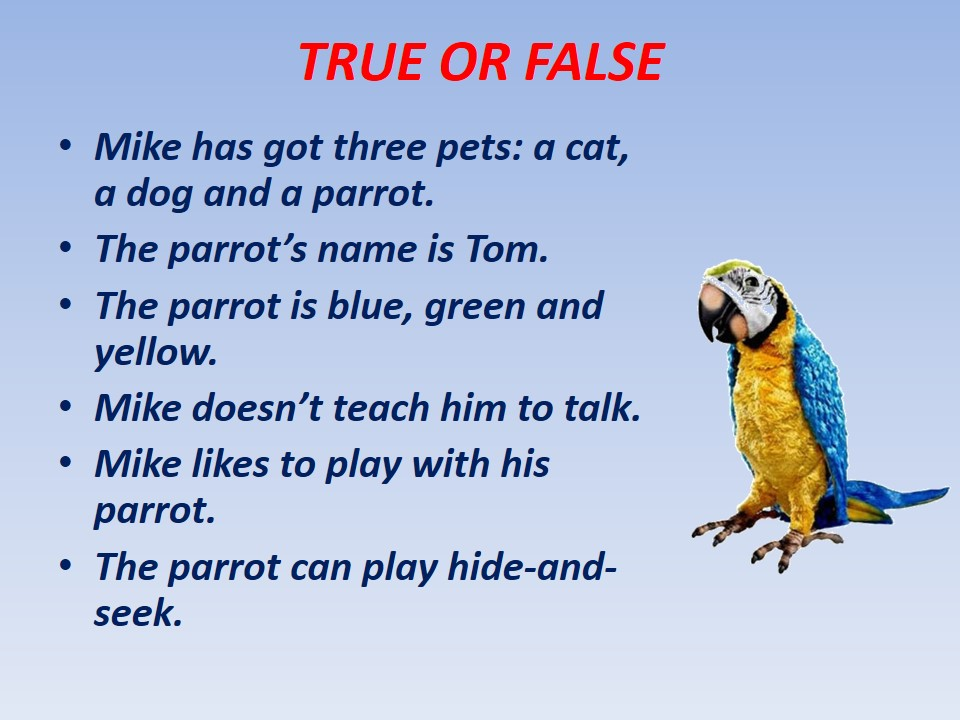 TRUE OR FALSE
• Mike has got three pets: a cat,
a dog and a parrot.
• The parrot’s name is Tom.
• The parrot is blue, green and
yellow.
• Mike doesn’t teach him to talk.
• Mike likes to play with his
parrot.
• The parrot can play hide-and-
seek.